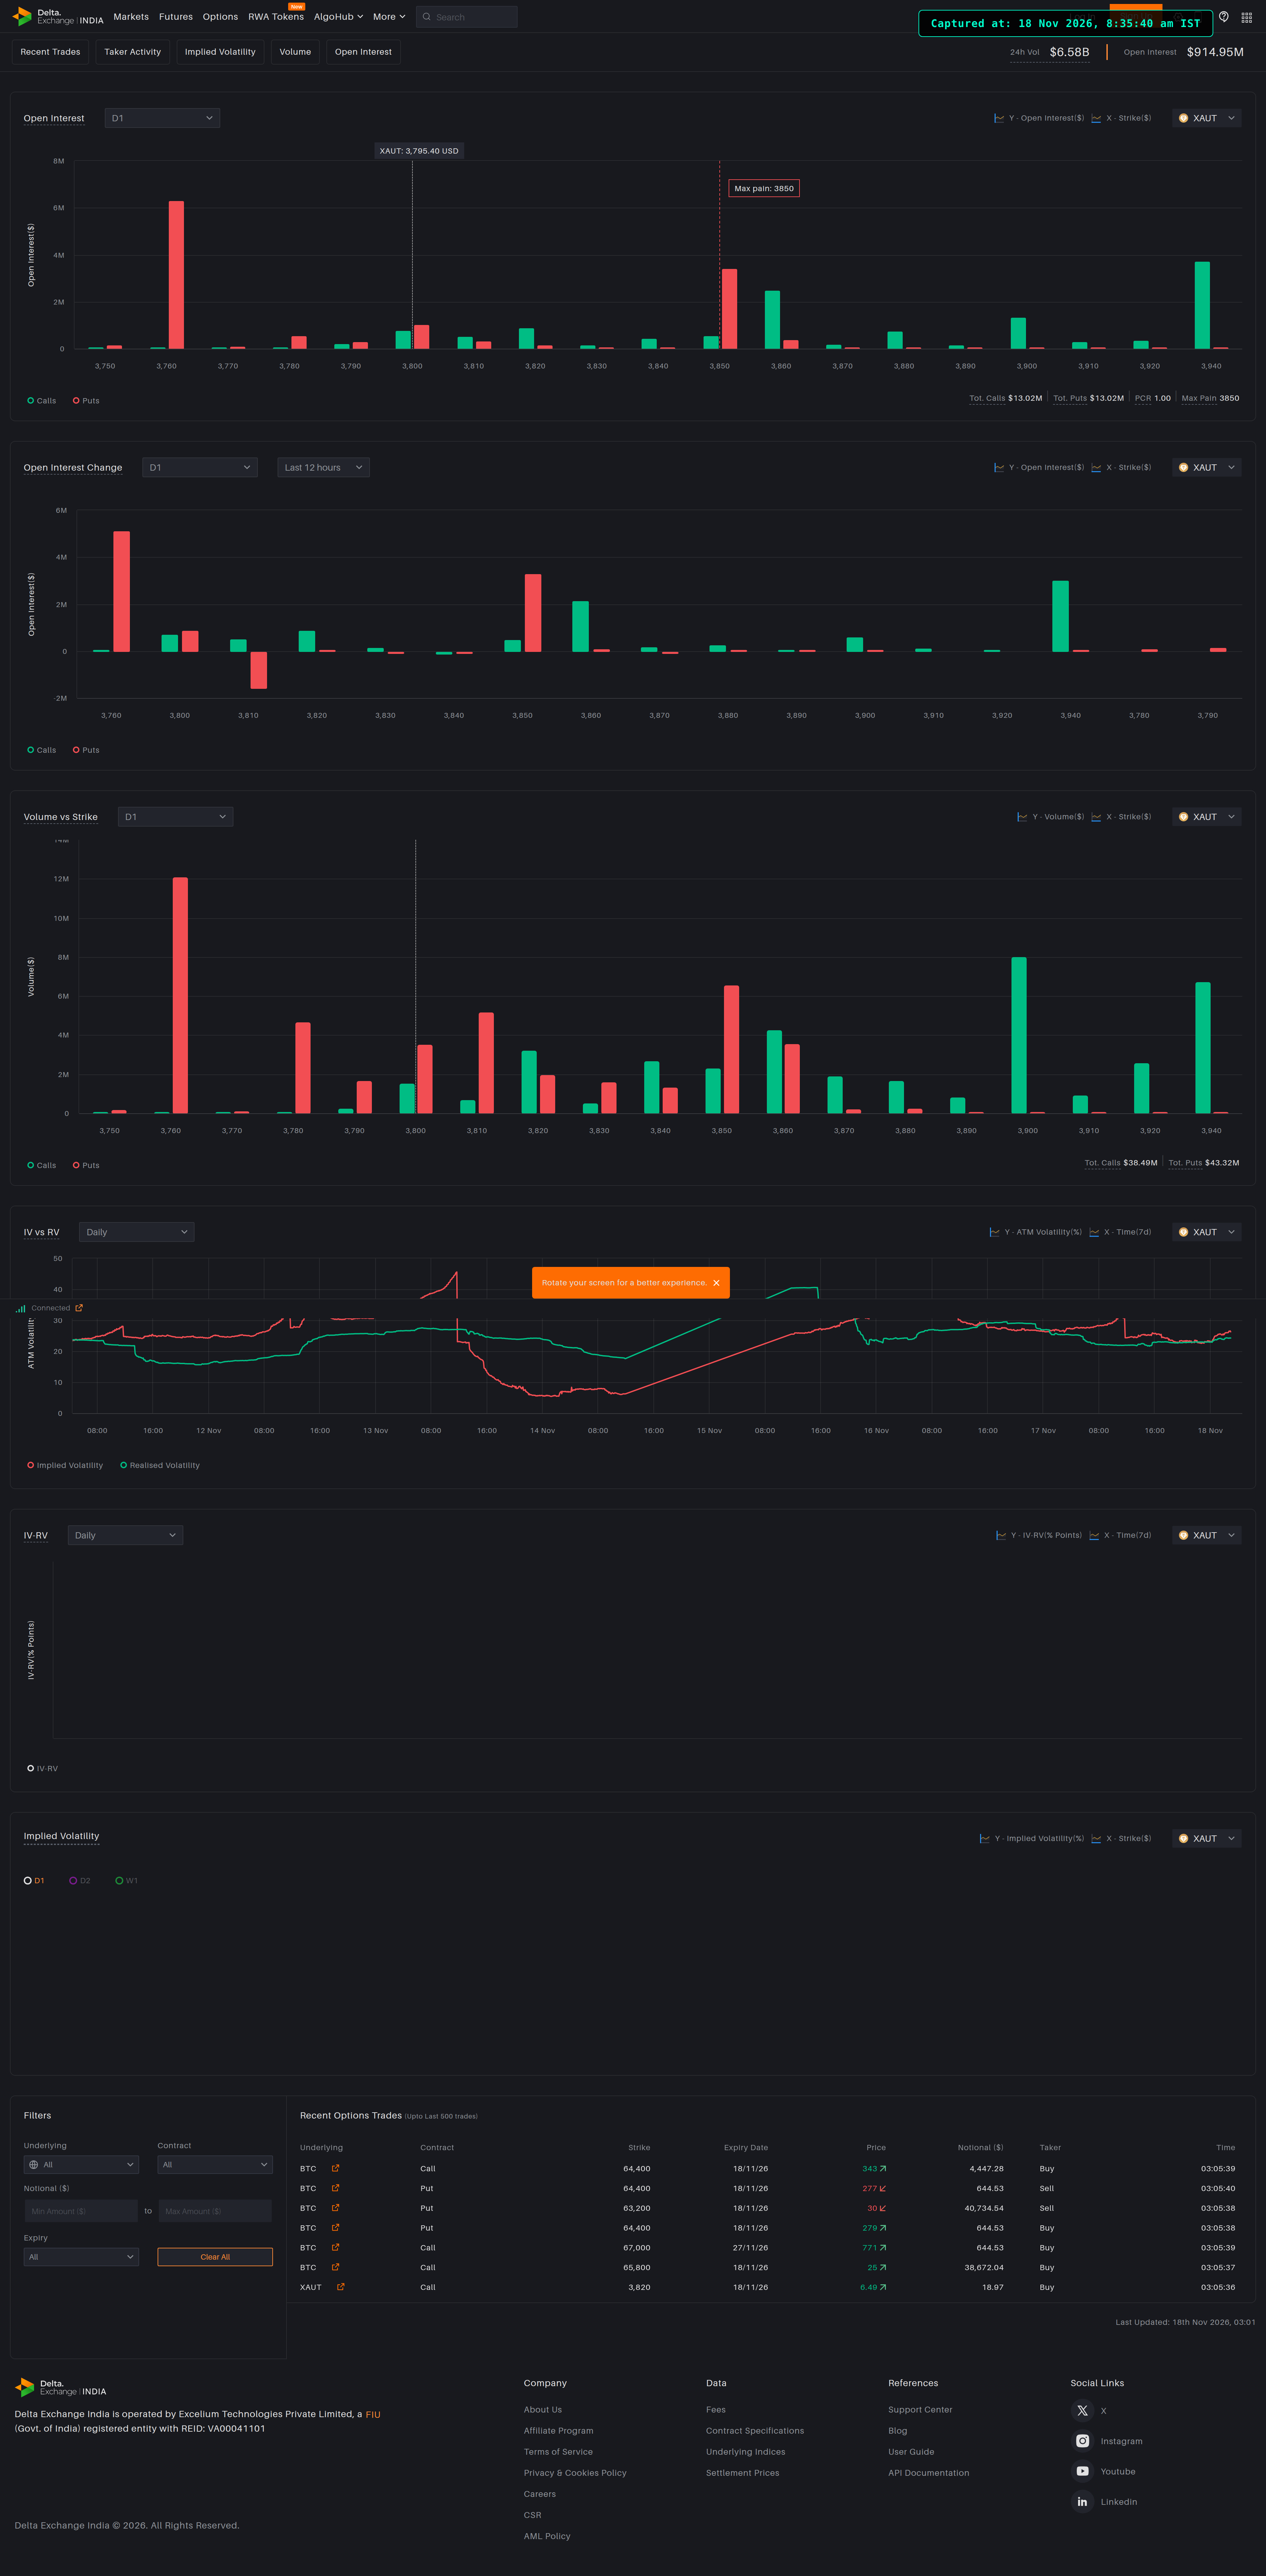 Delta.
Exchange | INDIA
Markets Futures Options RWA Tokens New AlgoHub More Search
Captured at: 18 Nov 2026, 8:35:40 am IST
Recent Trades Taker Activity Implied Volatility Volume Open Interest 24h Vol $6.58B Open Interest $914.95M
Open Interest D1 Y - Open Interest($) X - Strike($) XAUT
XAUT: 3,795.40 USD
Max pain: 3850
8M
6M
4M
2M
0
Open Interest($)
3,750 3,760 3,770 3,780 3,790 3,800 3,810 3,820 3,830 3,840 3,850 3,860 3,870 3,880 3,890 3,900 3,910 3,920 3,940
Calls Puts Tot. Calls $13.02M Tot. Puts $13.02M PCR 1.00 Max Pain 3850
Open Interest Change D1 Last 12 hours Y - Open Interest($) X - Strike($) XAUT
6M
4M
2M
0
-2M
Open Interest($)
3,760 3,800 3,810 3,820 3,830 3,840 3,850 3,860 3,870 3,880 3,890 3,900 3,910 3,920 3,940 3,780 3,790
Calls Puts
Volume vs Strike D1 Y - Volume($) X - Strike($) XAUT
14M
12M
10M
8M
6M
4M
2M
0
Volume($)
3,750 3,760 3,770 3,780 3,790 3,800 3,810 3,820 3,830 3,840 3,850 3,860 3,870 3,880 3,890 3,900 3,910 3,920 3,940
Calls Puts Tot. Calls $38.49M Tot. Puts $43.32M
IV vs RV Daily Y - ATM Volatility(%) X - Time(7d) XAUT
50
40
Rotate your screen for a better experience.
Connected
30
20
10
0
ATM Volatilit
08:00 16:00 12 Nov 08:00 16:00 13 Nov 08:00 16:00 14 Nov 08:00 16:00 15 Nov 08:00 16:00 16 Nov 08:00 16:00 17 Nov 08:00 16:00 18 Nov
Implied Volatility Realised Volatility
IV-RV Daily Y - IV-RV(% Points) X - Time(7d) XAUT
IV-RV(% Points)
IV-RV
Implied Volatility Y - Implied Volatility(%) X - Strike($) XAUT
D1 D2 W1
Filters
Underlying Contract
All All
Notional ($)
Min Amount ($) to Max Amount ($)
Expiry
All Clear All
Recent Options Trades (Upto Last 500 trades)
Underlying Contract Strike Expiry Date Price Notional ($) Taker Time
BTC Call 64,400 18/11/26 343 4,447.28 Buy 03:05:39
BTC Put 64,400 18/11/26 277 644.53 Sell 03:05:40
BTC Put 63,200 18/11/26 30 40,734.54 Sell 03:05:38
BTC Put 64,400 18/11/26 279 644.53 Buy 03:05:38
BTC Call 67,000 27/11/26 771 644.53 Buy 03:05:39
BTC Call 65,800 18/11/26 25 38,672.04 Buy 03:05:37
XAUT Call 3,820 18/11/26 6.49 18.97 Buy 03:05:36
Last Updated: 18th Nov 2026, 03:01
Delta.
Exchange | INDIA
Delta Exchange India is operated by Excelium Technologies Private Limited, a FIU
(Govt. of India) registered entity with REID: VA00041101
Delta Exchange India © 2026. All Rights Reserved.
Company
About Us
Affiliate Program
Terms of Service
Privacy & Cookies Policy
Careers
CSR
AML Policy
Data
Fees
Contract Specifications
Underlying Indices
Settlement Prices
References
Support Center
Blog
User Guide
API Documentation
Social Links
X
Instagram
Youtube
Linkedin